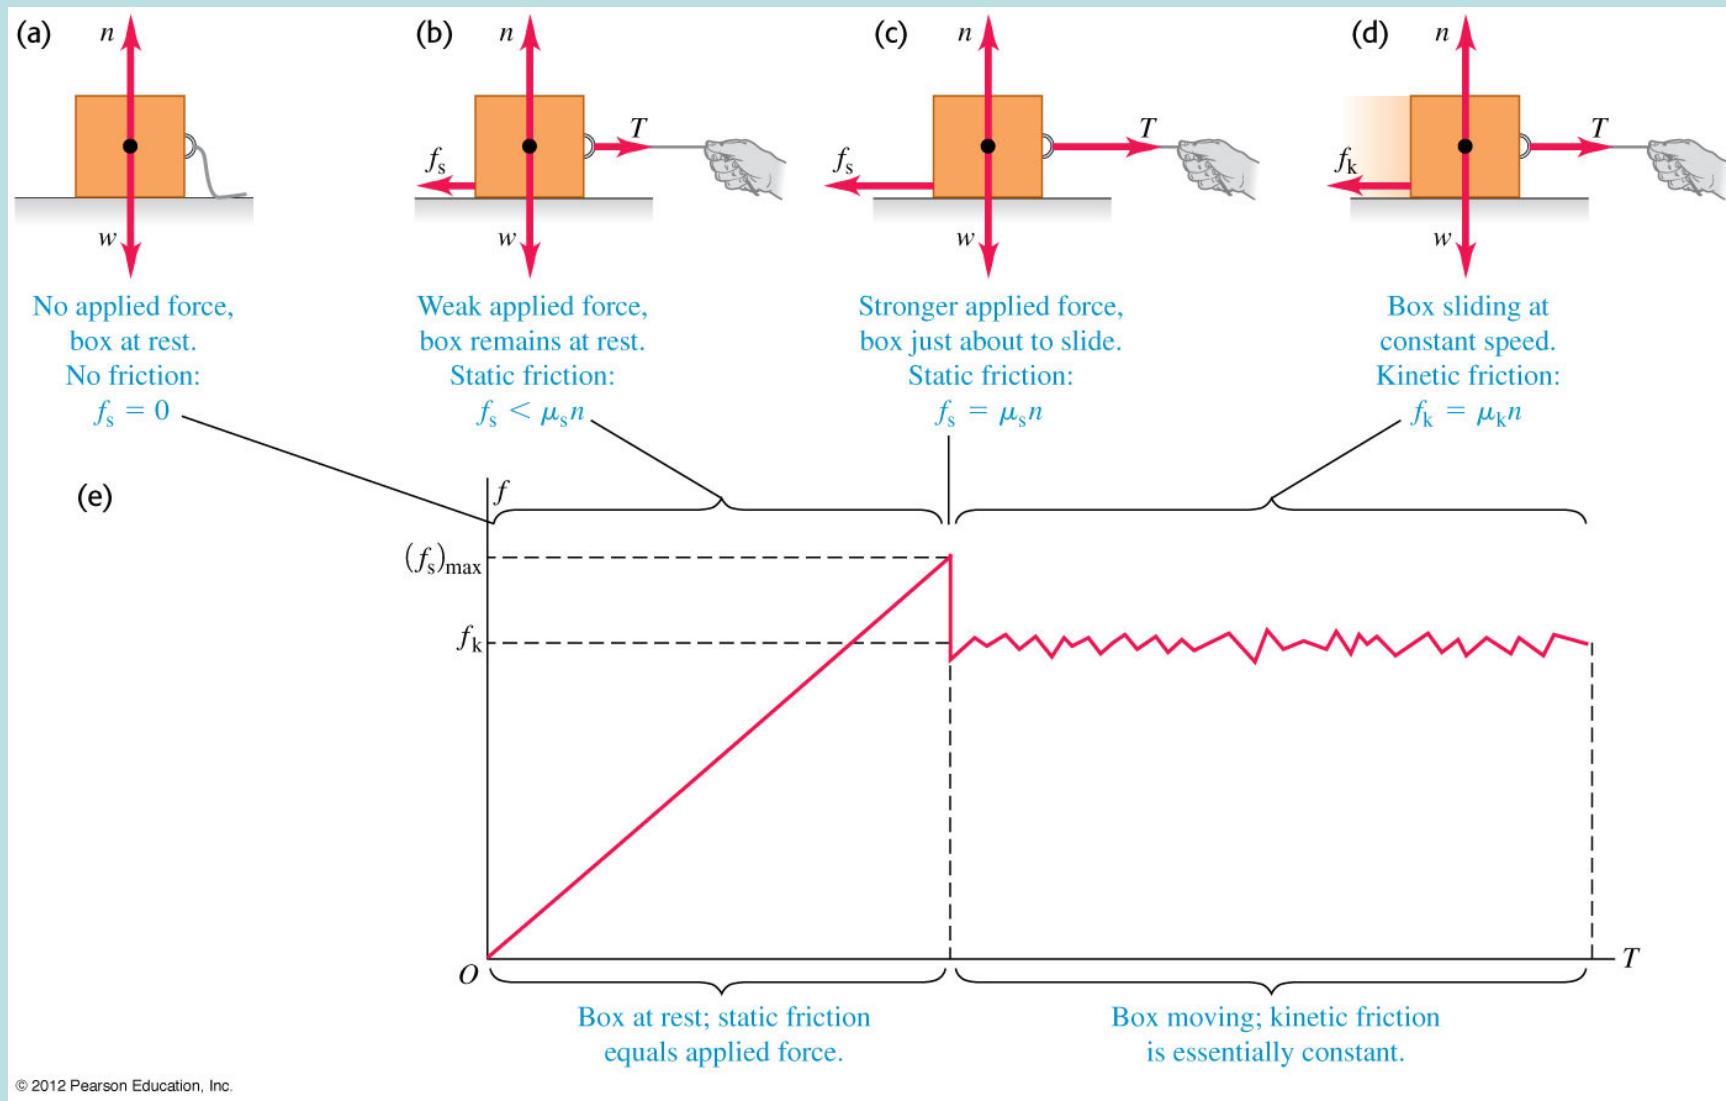 (a)
n
w
No applied force,
box at rest.
No friction:
fs = 0
(b)
n
T
fs
w
Weak applied force,
box remains at rest.
Static friction:
fs < μsn
(c)
n
T
fs
w
Stronger applied force,
box just about to slide.
Static friction:
fs = μsn
(d)
n
T
fk
w
Box sliding at
constant speed.
Kinetic friction:
fk = μkn
(e)
f
(fs)max
fk
O
T
Box at rest; static friction
equals applied force.
Box moving; kinetic friction
is essentially constant.
© 2012 Pearson Education, Inc.